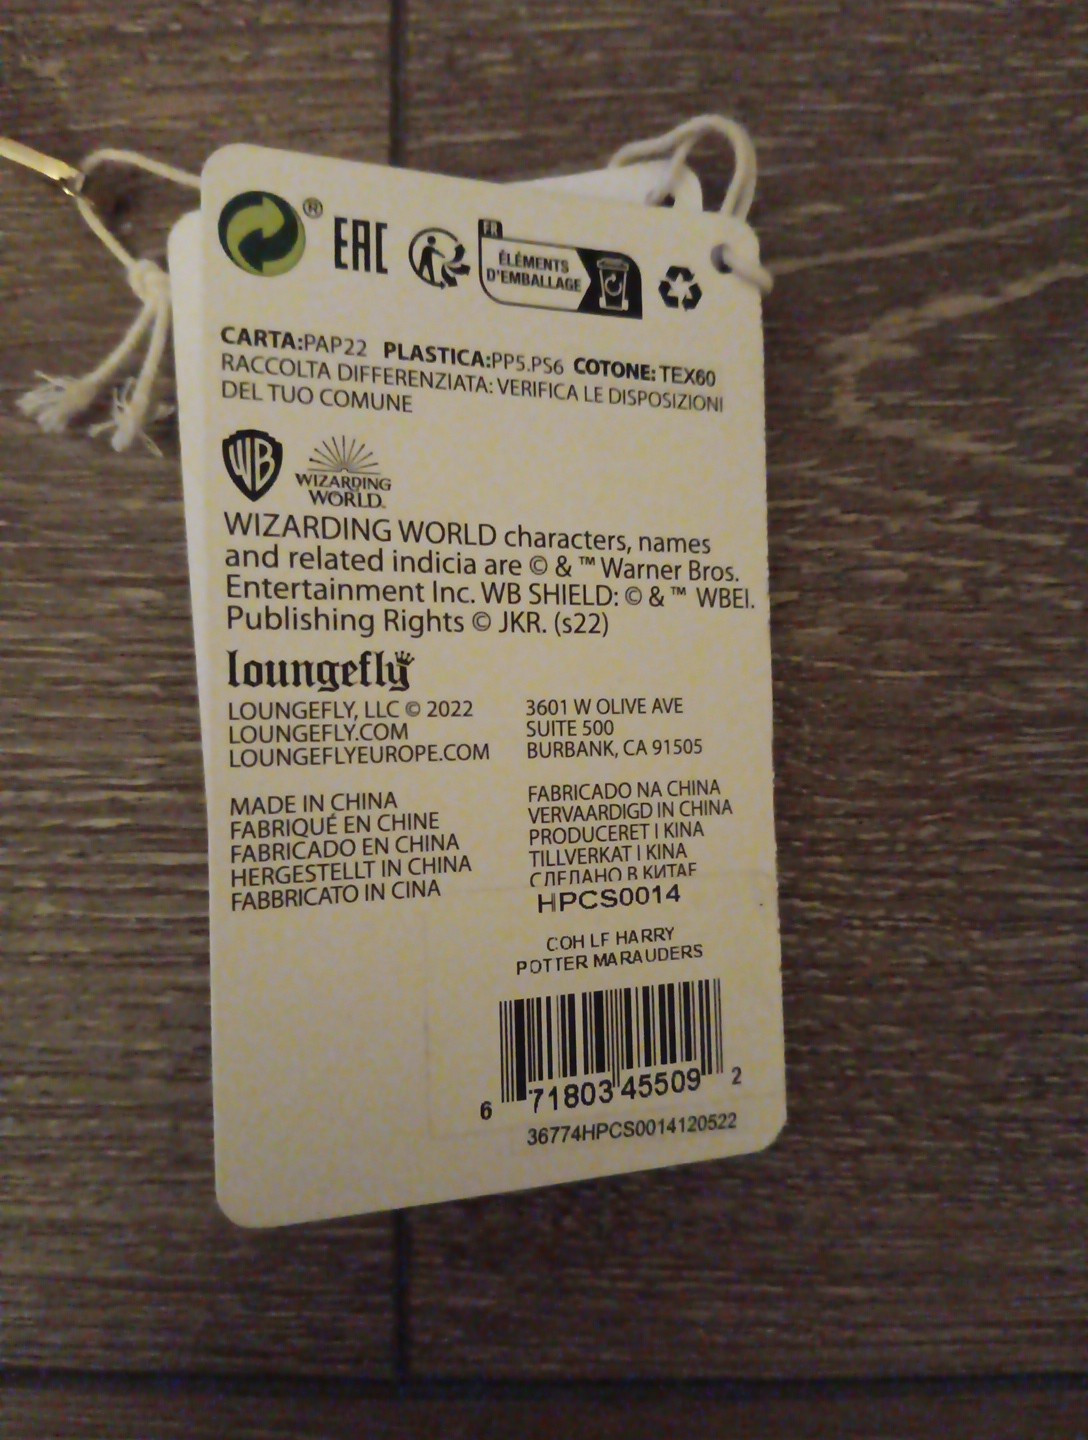 ® EAC FR ÉLÉMENTS
D'EMBALLAGE
CARTA:PAP22 PLASTICA:PP5.PS6 COTONE:TEX60
RACCOLTA DIFFERENZIATA: VERIFICA LE DISPOSIZIONI
DEL TUO COMUNE
WB WIZARDING
WORLD
WIZARDING WORLD characters, names
and related indicia are © & ™ Warner Bros.
Entertainment Inc. WB SHIELD: © & ™ WBEI.
Publishing Rights © JKR. (s22)
loungefly
LOUNGEFLY, LLC © 2022
LOUNGEFLY.COM
LOUNGEFLYEUROPE.COM
3601 W OLIVE AVE
SUITE 500
BURBANK, CA 91505
MADE IN CHINA
FABRIQUÉ EN CHINE
FABRICADO EN CHINA
HERGESTELLT IN CHINA
FABBRICATO IN CINA
FABRICADO NA CHINA
VERVAARDIGD IN CHINA
PRODUCERET I KINA
TILLVERKAT I KINA
СДЕЛАНО В КИТАЕ
HPCS0014
COH LF HARRY
POTTER MARAUDERS
6 71803 45509 2
36774HPCS0014120522